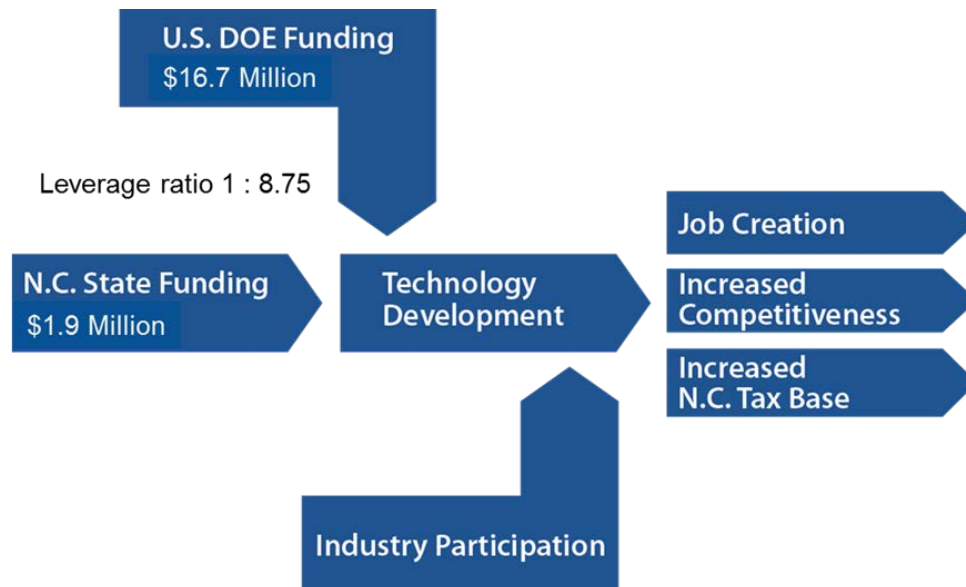 U.S. DOE Funding
$16.7 Million
Leverage ratio 1 : 8.75
N.C. State Funding
$1.9 Million
Technology
Development
Job Creation
Increased
Competitiveness
Increased
N.C. Tax Base
Industry Participation